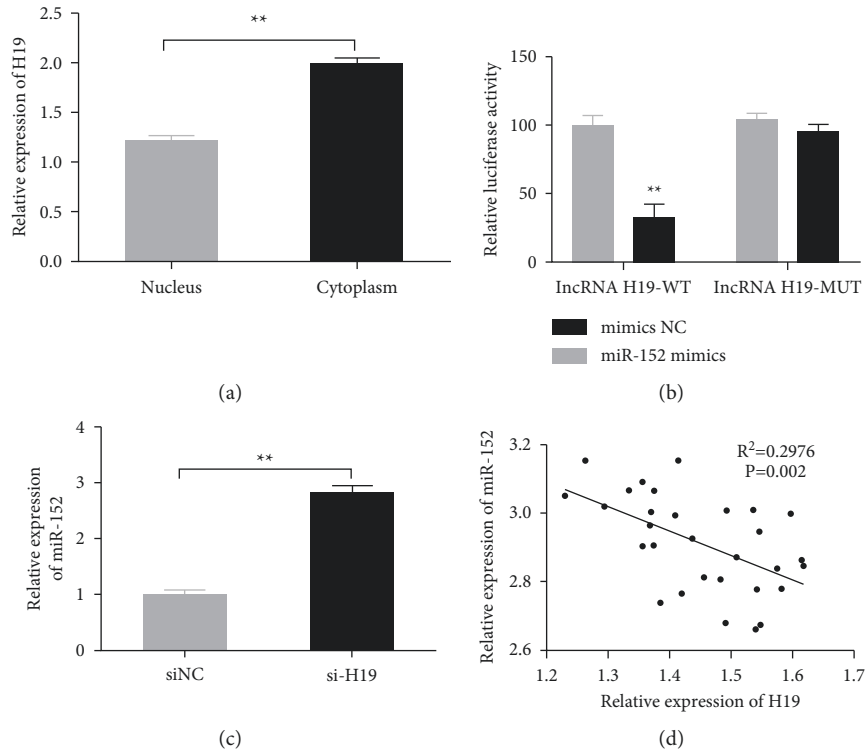 Relative expression of H19
2.5
2.0
1.5
1.0
0.5
0.0
**
Nucleus
Cytoplasm
(a)
Relative luciferase activity
150
100
50
0
**
IncRNA H19-WT
IncRNA H19-MUT
mimics NC
miR-152 mimics
(b)
Relative expression
of miR-152
4
3
2
1
0
**
siNC
si-H19
(c)
Relative expression of miR-152
3.2
3.0
2.8
2.6
R²=0.2976
P=0.002
1.2
1.3
1.4
1.5
1.6
1.7
Relative expression of H19
(d)